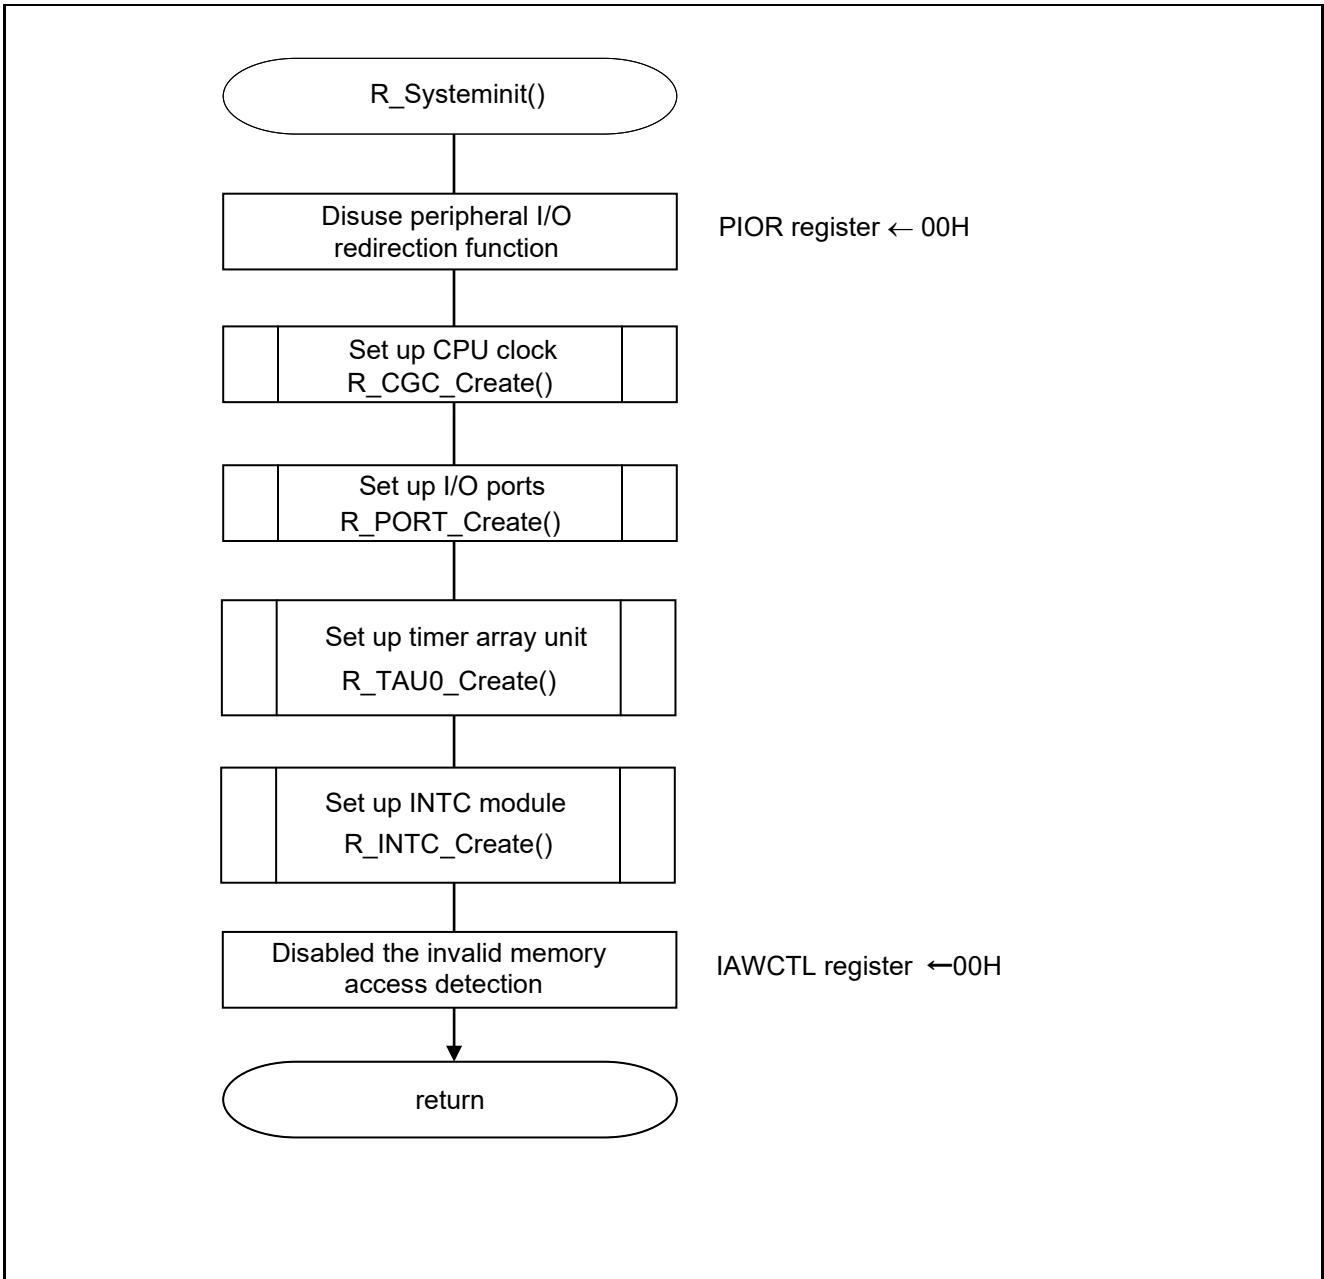 R_Systeminit()
Disuse peripheral I/O
redirection function
PIOR register ← 00H
Set up CPU clock
R_CGC_Create()
Set up I/O ports
R_PORT_Create()
Set up timer array unit
R_TAU0_Create()
Set up INTC module
R_INTC_Create()
Disabled the invalid memory
access detection
IAWCTL register ←00H
return